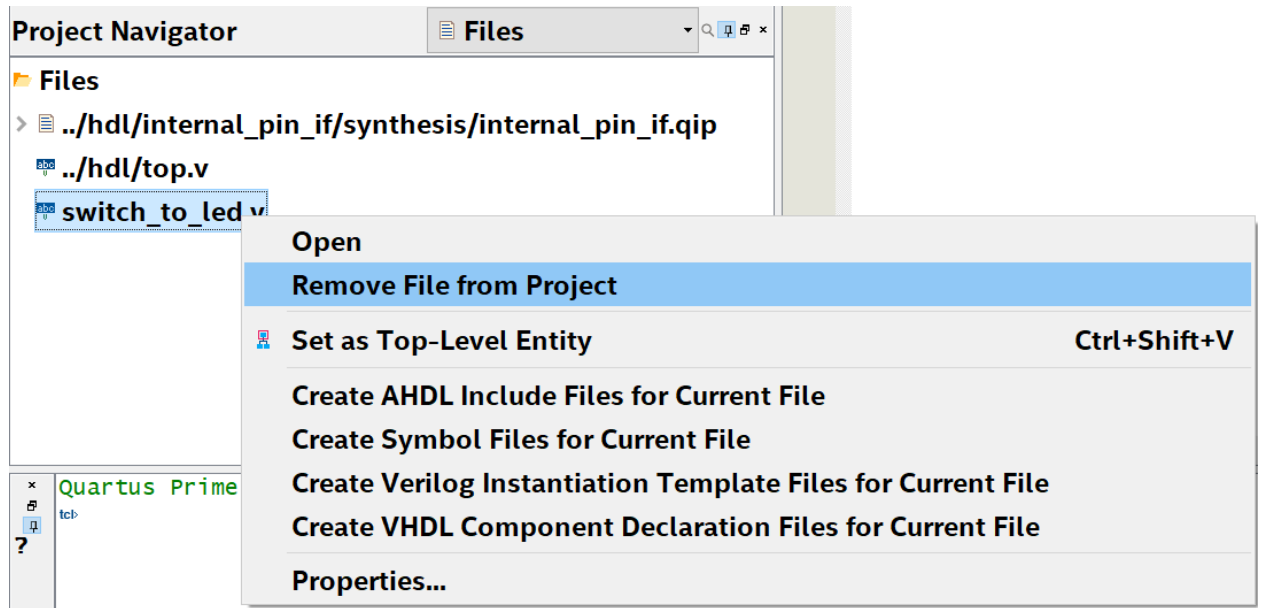 Project Navigator Files
Files
../hdl/internal_pin_if/synthesis/internal_pin_if.qip
abc ../hdl/top.v
abc switch_to_led.v
Open
Remove File from Project
Set as Top-Level Entity Ctrl+Shift+V
Create AHDL Include Files for Current File
Create Symbol Files for Current File
Quartus Prime
Create Verilog Instantiation Template Files for Current File
tcl>
Create VHDL Component Declaration Files for Current File
?
Properties...